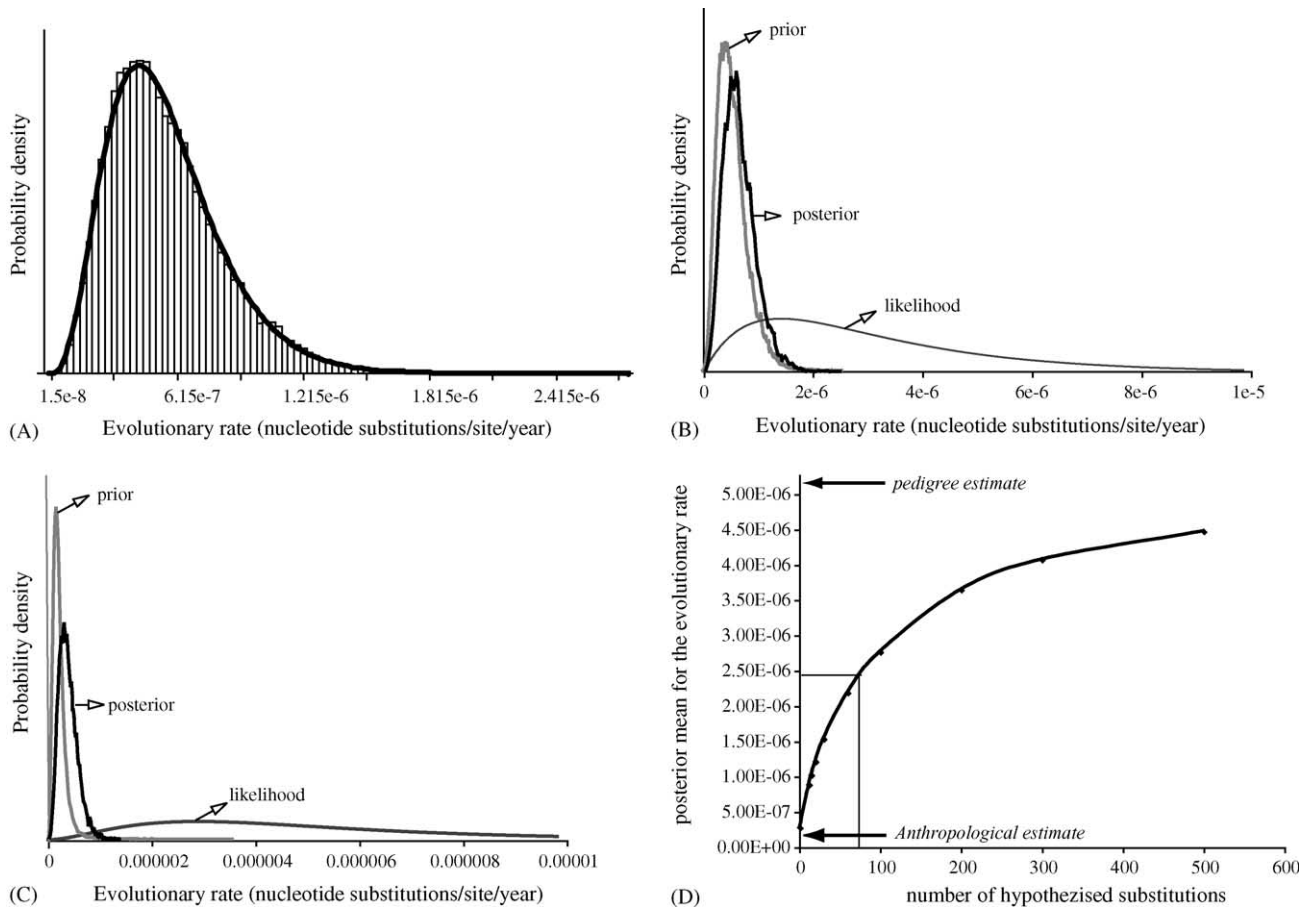 Probability density
1.5e-8 6.15e-7 1.215e-6 1.815e-6 2.415e-6
(A) Evolutionary rate (nucleotide substitutions/site/year)
Probability density
prior
posterior
likelihood
0 2e-6 4e-6 6e-6 8e-6 1e-5
(B) Evolutionary rate (nucleotide substitutions/site/year)
Probability density
prior
posterior
likelihood
0 0.000002 0.000004 0.000006 0.000008 0.00001
(C) Evolutionary rate (nucleotide substitutions/site/year)
posterior mean for the evolutionary rate
5.00E-06
4.50E-06
4.00E-06
3.50E-06
3.00E-06
2.50E-06
2.00E-06
1.50E-06
1.00E-06
5.00E-07
0.00E+00
pedigree estimate
Anthropological estimate
0 100 200 300 400 500 600
(D) number of hypothezised substitutions